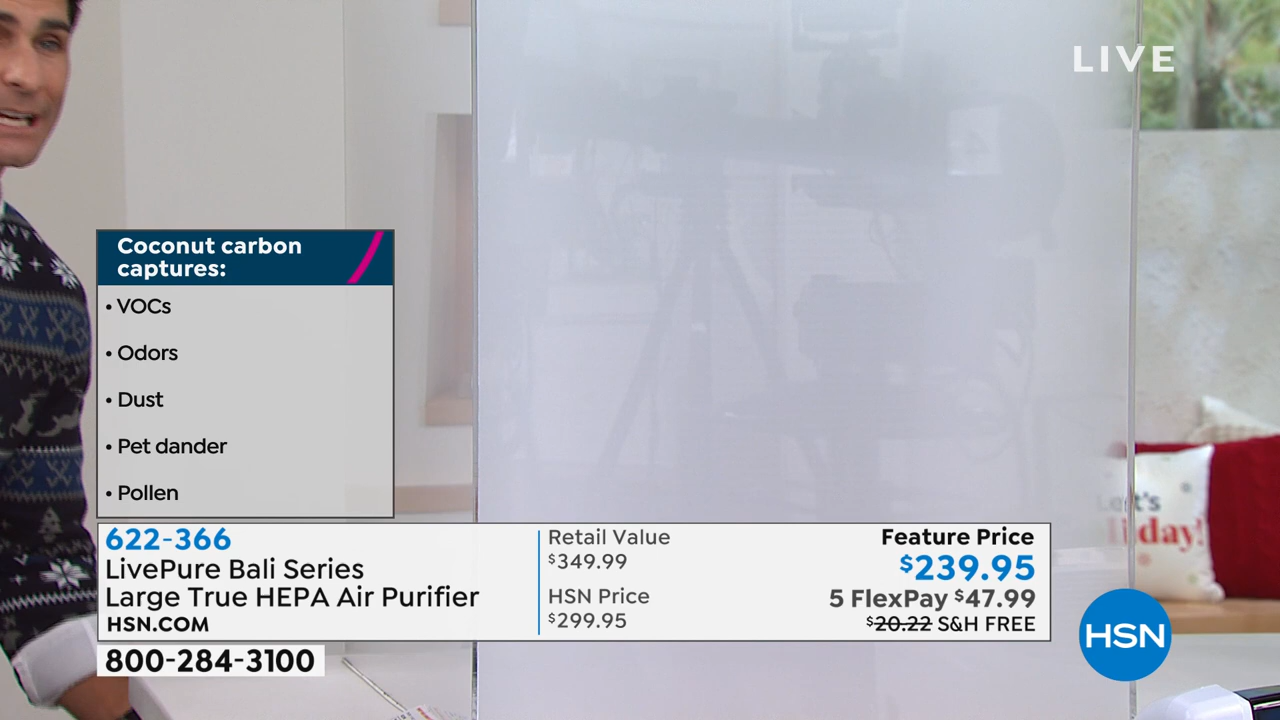 LIVE
Coconut carbon
captures:
• VOCs
• Odors
• Dust
• Pet dander
• Pollen
622-366
LivePure Bali Series
Large True HEPA Air Purifier
HSN.COM
Retail Value
$349.99
HSN Price
$299.95
Feature Price
$239.95
5 FlexPay $47.99
$20.22 S&H FREE
800-284-3100
HSN
Let's
day!